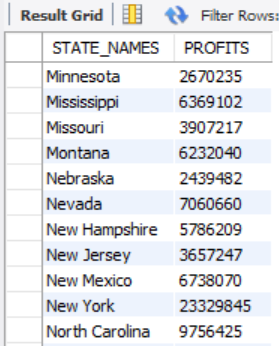 Result Grid Filter Rows:
STATE_NAMES PROFITS
Minnesota 2670235
Mississippi 6369102
Missouri 3907217
Montana 6232040
Nebraska 2439482
Nevada 7060660
New Hampshire 5786209
New Jersey 3657247
New Mexico 6738070
New York 23329845
North Carolina 9756425